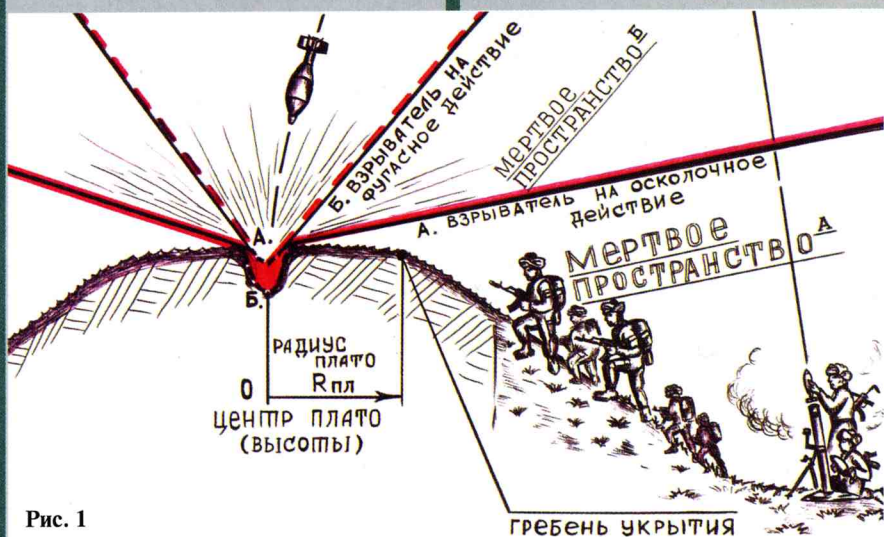 Б. ВЗРЫВАТЕЛЬ НА
ФУГАСНОЕ ДЕЙСТВИЕ
МЕРТВОЕ
ПРОСТРАНСТВО Б
А. ВЗРЫВАТЕЛЬ НА ОСКОЛОЧНОЕ
ДЕЙСТВИЕ
МЕРТВОЕ
ПРОСТРАНСТВО А
А.
Б.
РАДИУС
ПЛАТО
Rпл
О
ЦЕНТР ПЛАТО
(ВЫСОТЫ)
ГРЕБЕНЬ УКРЫТИЯ
Рис. 1